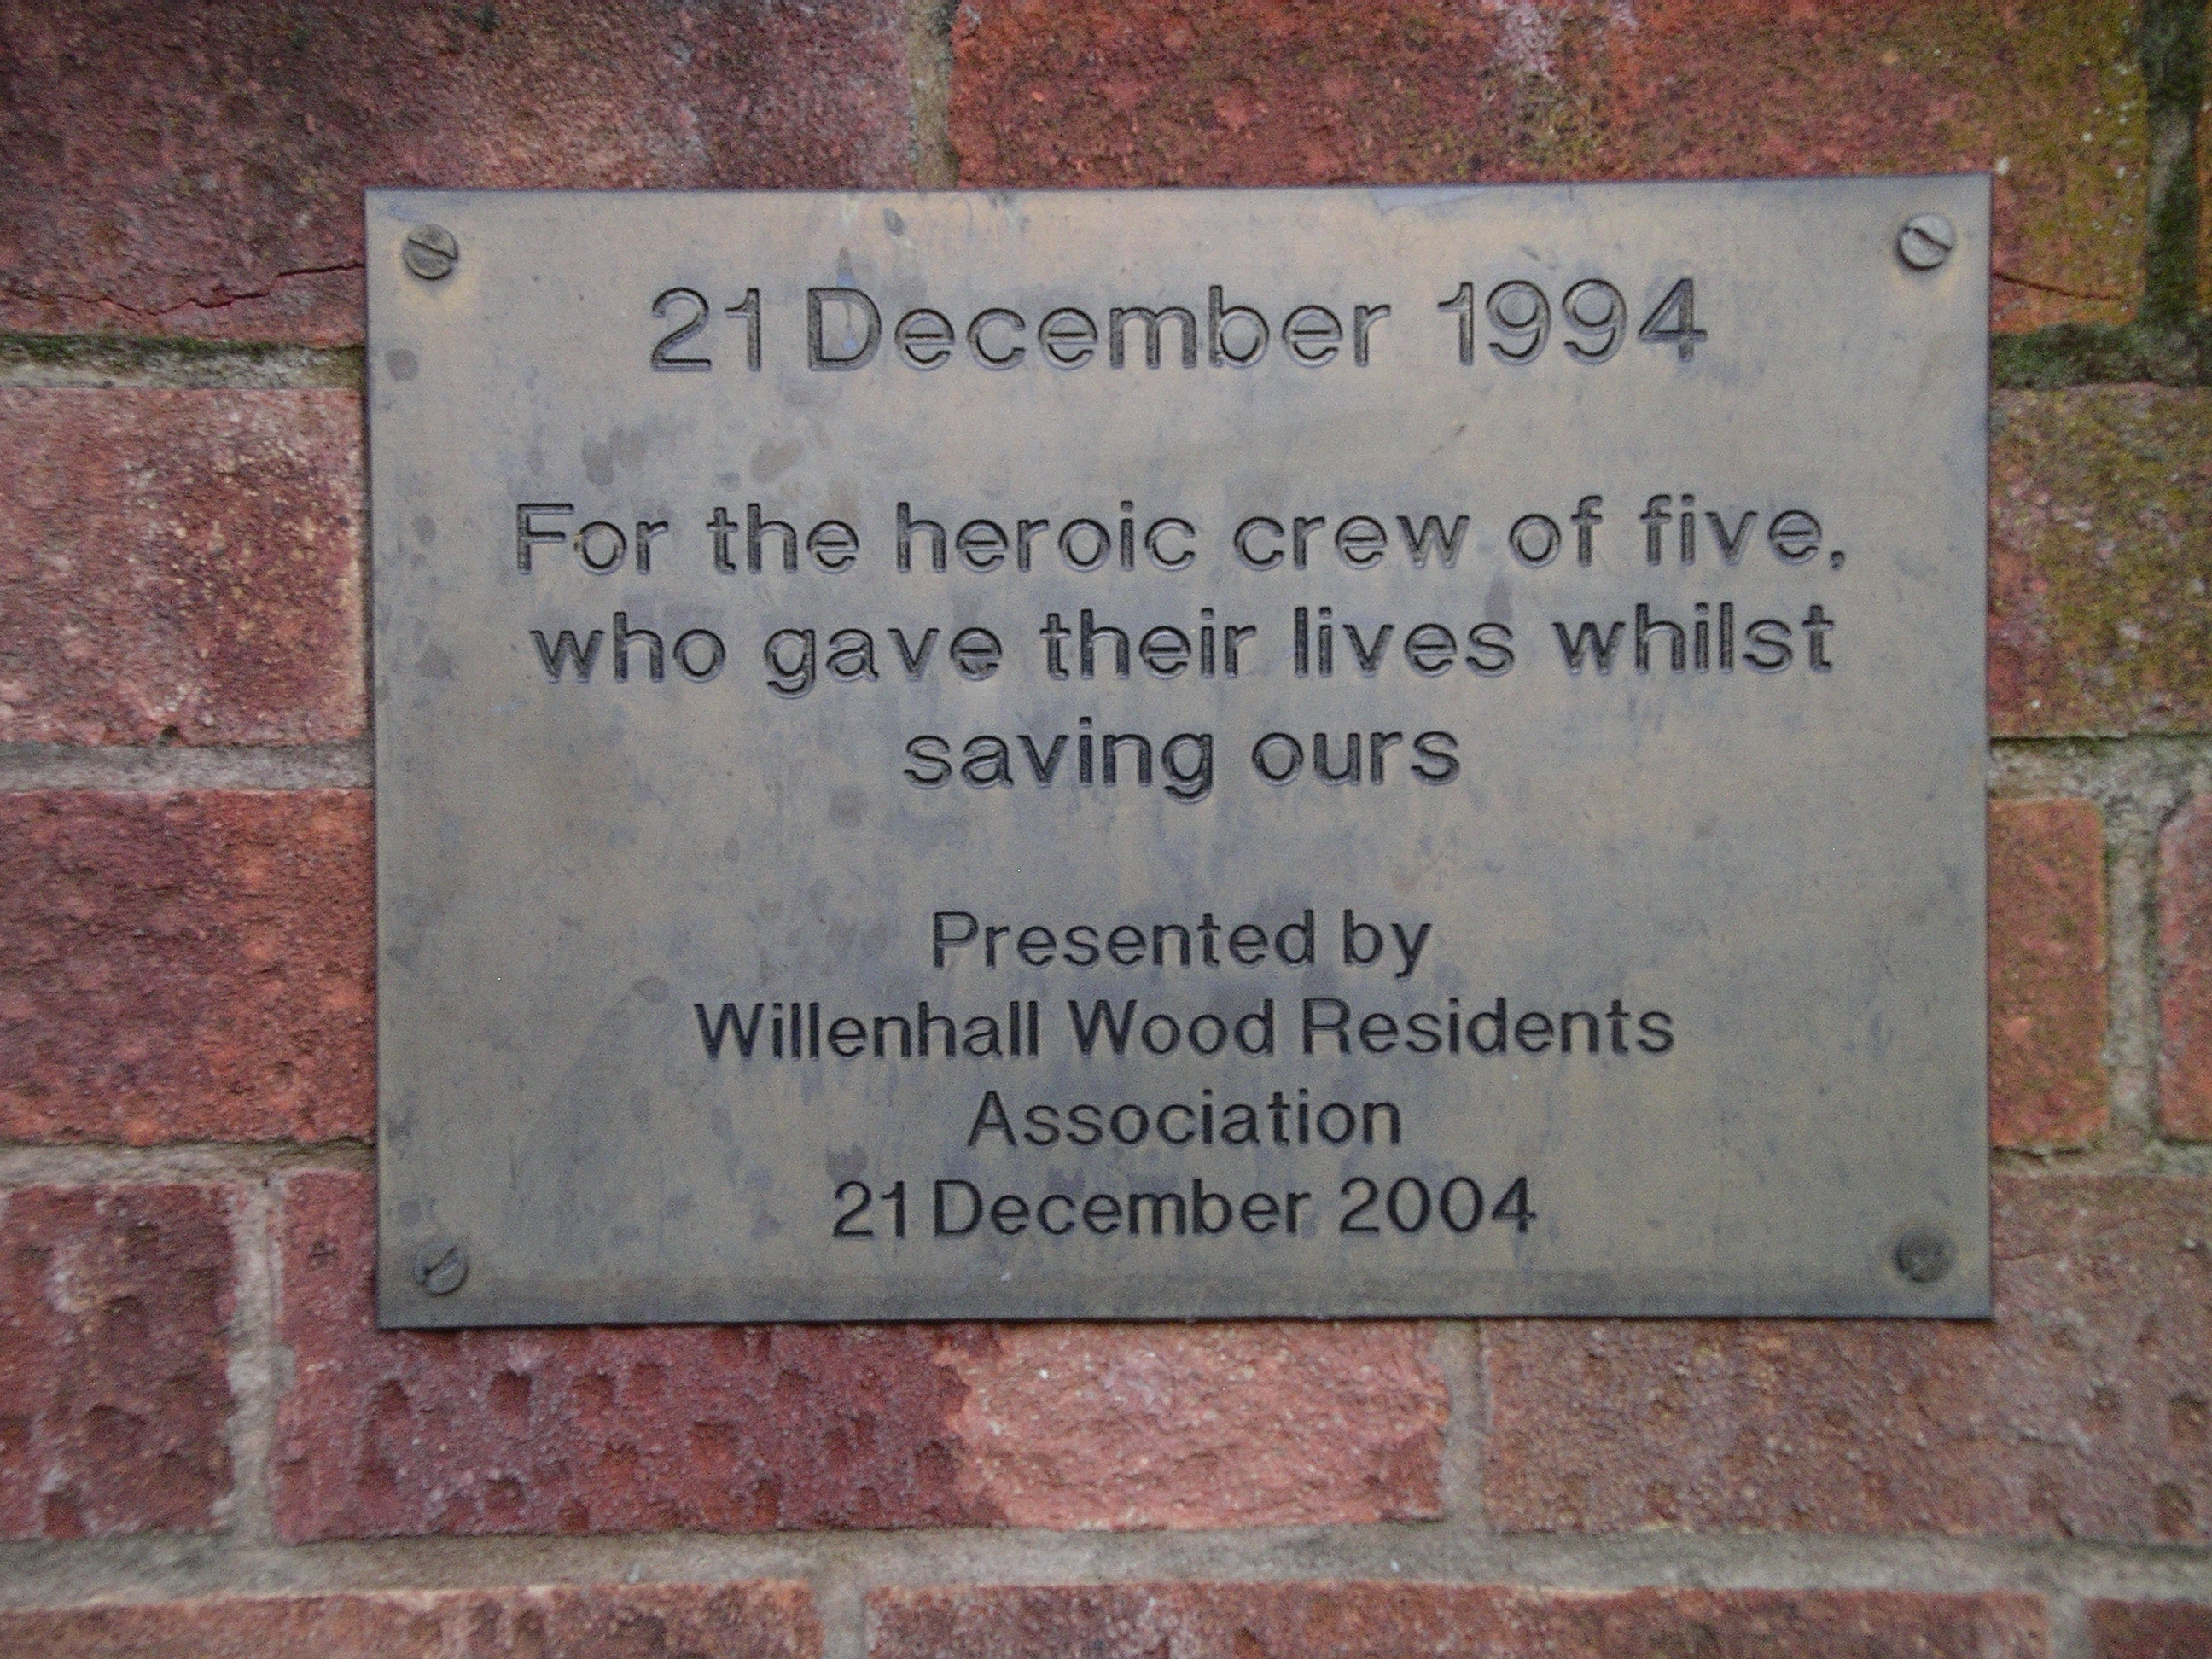 21 December 1994
For the heroic crew of five,
who gave their lives whilst
saving ours
Presented by
Willenhall Wood Residents
Association
21 December 2004